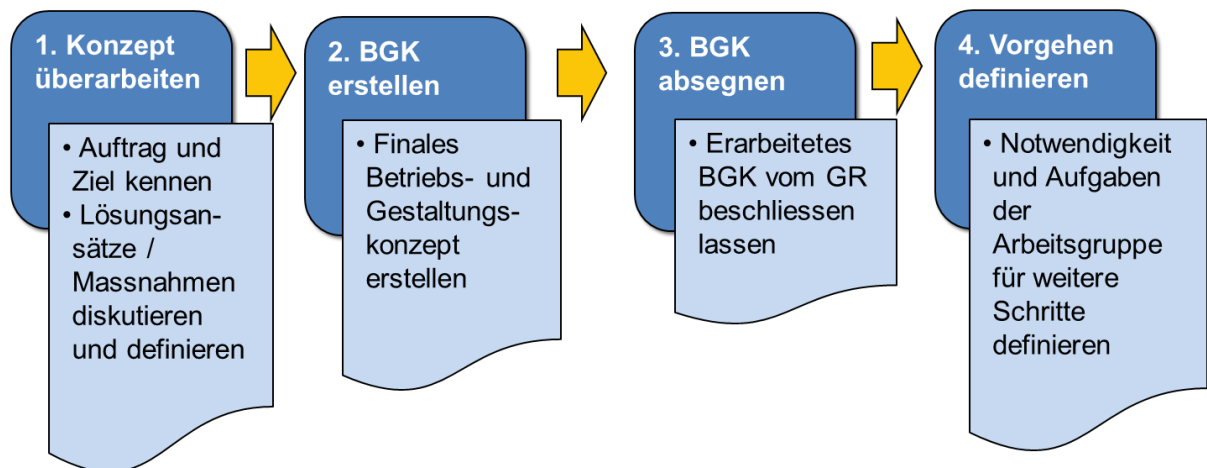 1. Konzept
überarbeiten
• Auftrag und
Ziel kennen
• Lösungsan-
sätze /
Massnahmen
diskutieren
und definieren
2. BGK
erstellen
• Finales
Betriebs- und
Gestaltungs-
konzept
erstellen
3. BGK
absegnen
• Erarbeitetes
BGK vom GR
beschliessen
lassen
4. Vorgehen
definieren
• Notwendigkeit
und Aufgaben
der
Arbeitsgruppe
für weitere
Schritte
definieren